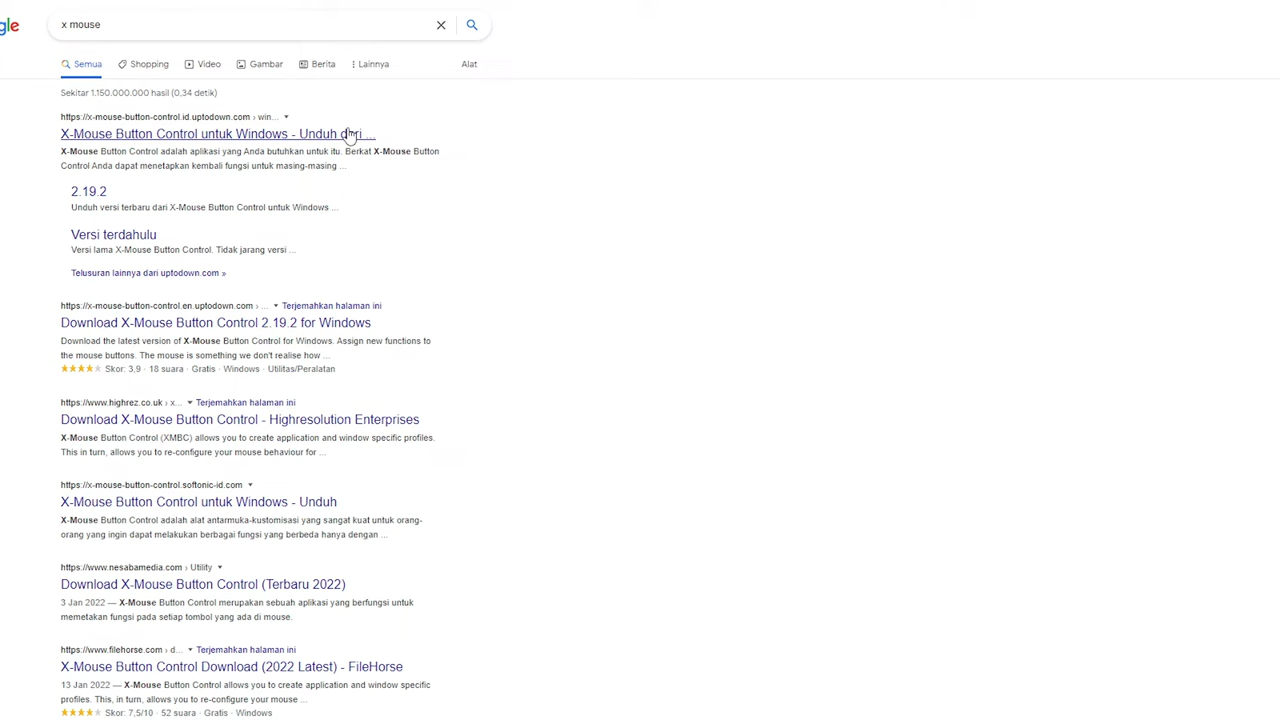 gle
x mouse
Semua Shopping Video Gambar Berita Lainnya Alat
Sekitar 1.150.000.000 hasil (0,34 detik)
https://x-mouse-button-control.id.uptodown.com › win...
X-Mouse Button Control untuk Windows - Unduh dari ...
X-Mouse Button Control adalah aplikasi yang Anda butuhkan untuk itu. Berkat X-Mouse Button
Control Anda dapat menetapkan kembali fungsi untuk masing-masing ...
2.19.2
Unduh versi terbaru dari X-Mouse Button Control untuk Windows ...
Versi terdahulu
Versi lama X-Mouse Button Control. Tidak jarang versi ...
Telusuran lainnya dari uptodown.com »
https://x-mouse-button-control.en.uptodown.com › ... Terjemahkan halaman ini
Download X-Mouse Button Control 2.19.2 for Windows
Download the latest version of X-Mouse Button Control for Windows. Assign new functions to
the mouse buttons. The mouse is something we don't realise how ...
Skor: 3,9 · 18 suara · Gratis · Windows · Utilitas/Peralatan
https://www.highrez.co.uk › x... Terjemahkan halaman ini
Download X-Mouse Button Control - Highresolution Enterprises
X-Mouse Button Control (XMBC) allows you to create application and window specific profiles.
This in turn, allows you to re-configure your mouse behaviour for ...
https://x-mouse-button-control.softonic-id.com
X-Mouse Button Control untuk Windows - Unduh
X-Mouse Button Control adalah alat antarmuka-kustomisasi yang sangat kuat untuk orang-
orang yang ingin dapat melakukan berbagai fungsi yang berbeda hanya dengan ...
https://www.nesabamedia.com › Utility
Download X-Mouse Button Control (Terbaru 2022)
3 Jan 2022 — X-Mouse Button Control merupakan sebuah aplikasi yang berfungsi untuk
memetakan fungsi pada setiap tombol yang ada di mouse.
https://www.filehorse.com › d... Terjemahkan halaman ini
X-Mouse Button Control Download (2022 Latest) - FileHorse
13 Jan 2022 — X-Mouse Button Control allows you to create application and window specific
profiles. This, in turn, allows you to re-configure your mouse ...
Skor: 7,5/10 · 52 suara · Gratis · Windows